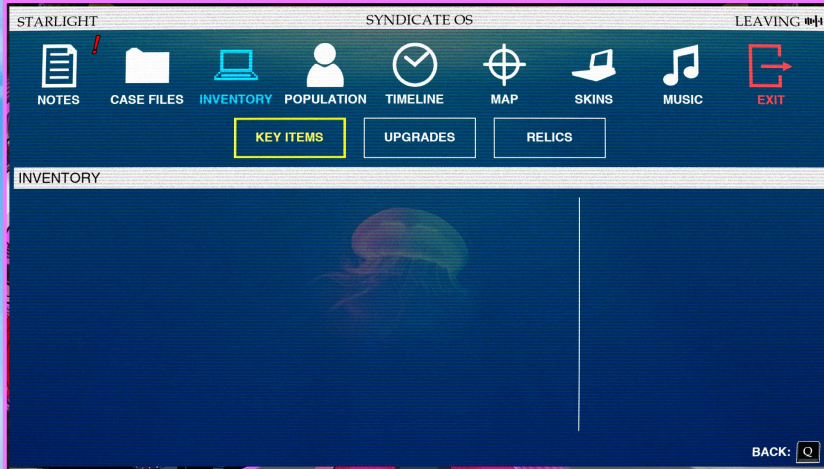 STARLIGHT SYNDICATE OS LEAVING
!
NOTES CASE FILES INVENTORY POPULATION TIMELINE MAP SKINS MUSIC EXIT
KEY ITEMS UPGRADES RELICS
INVENTORY
BACK: Q